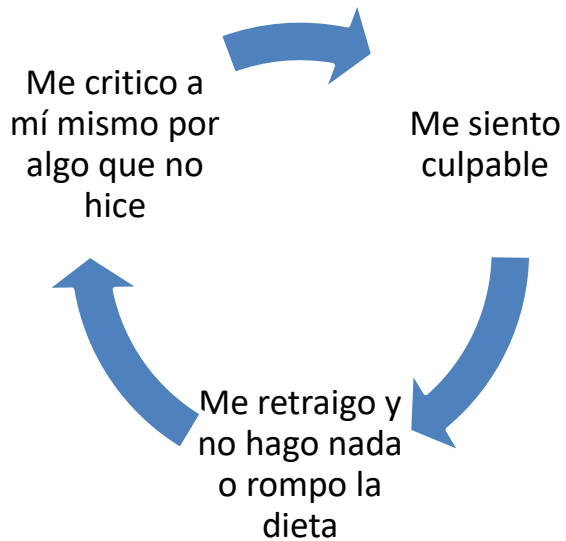 Me critico a
mí mismo por
algo que no
hice
Me siento
culpable
Me retraigo y
no hago nada
o rompo la
dieta